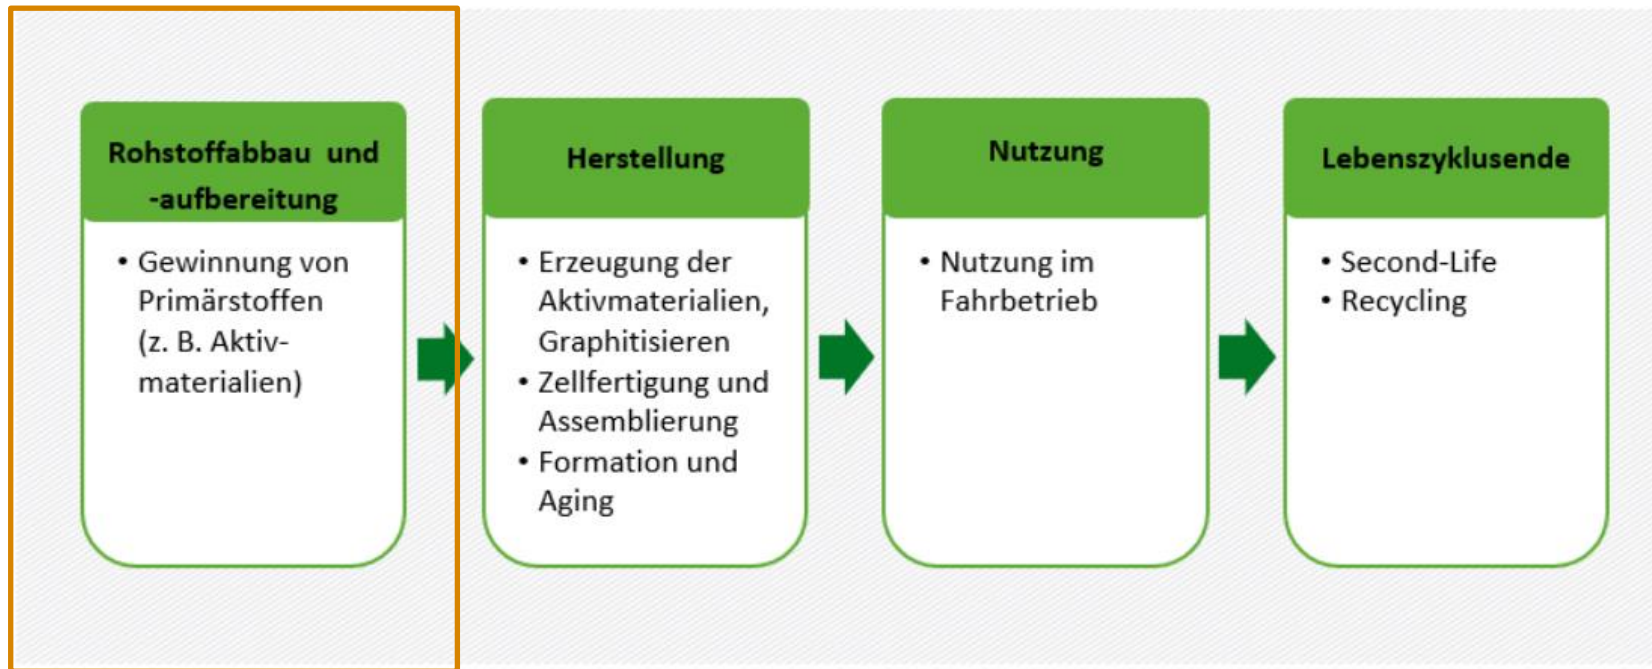 Rohstoffabbau und
-aufbereitung
• Gewinnung von
Primärstoffen
(z. B. Aktiv-
materialien)
Herstellung
• Erzeugung der
Aktivmaterialien,
Graphitisieren
• Zellfertigung und
Assemblierung
• Formation und
Aging
Nutzung
• Nutzung im
Fahrbetrieb
Lebenszyklusende
• Second-Life
• Recycling